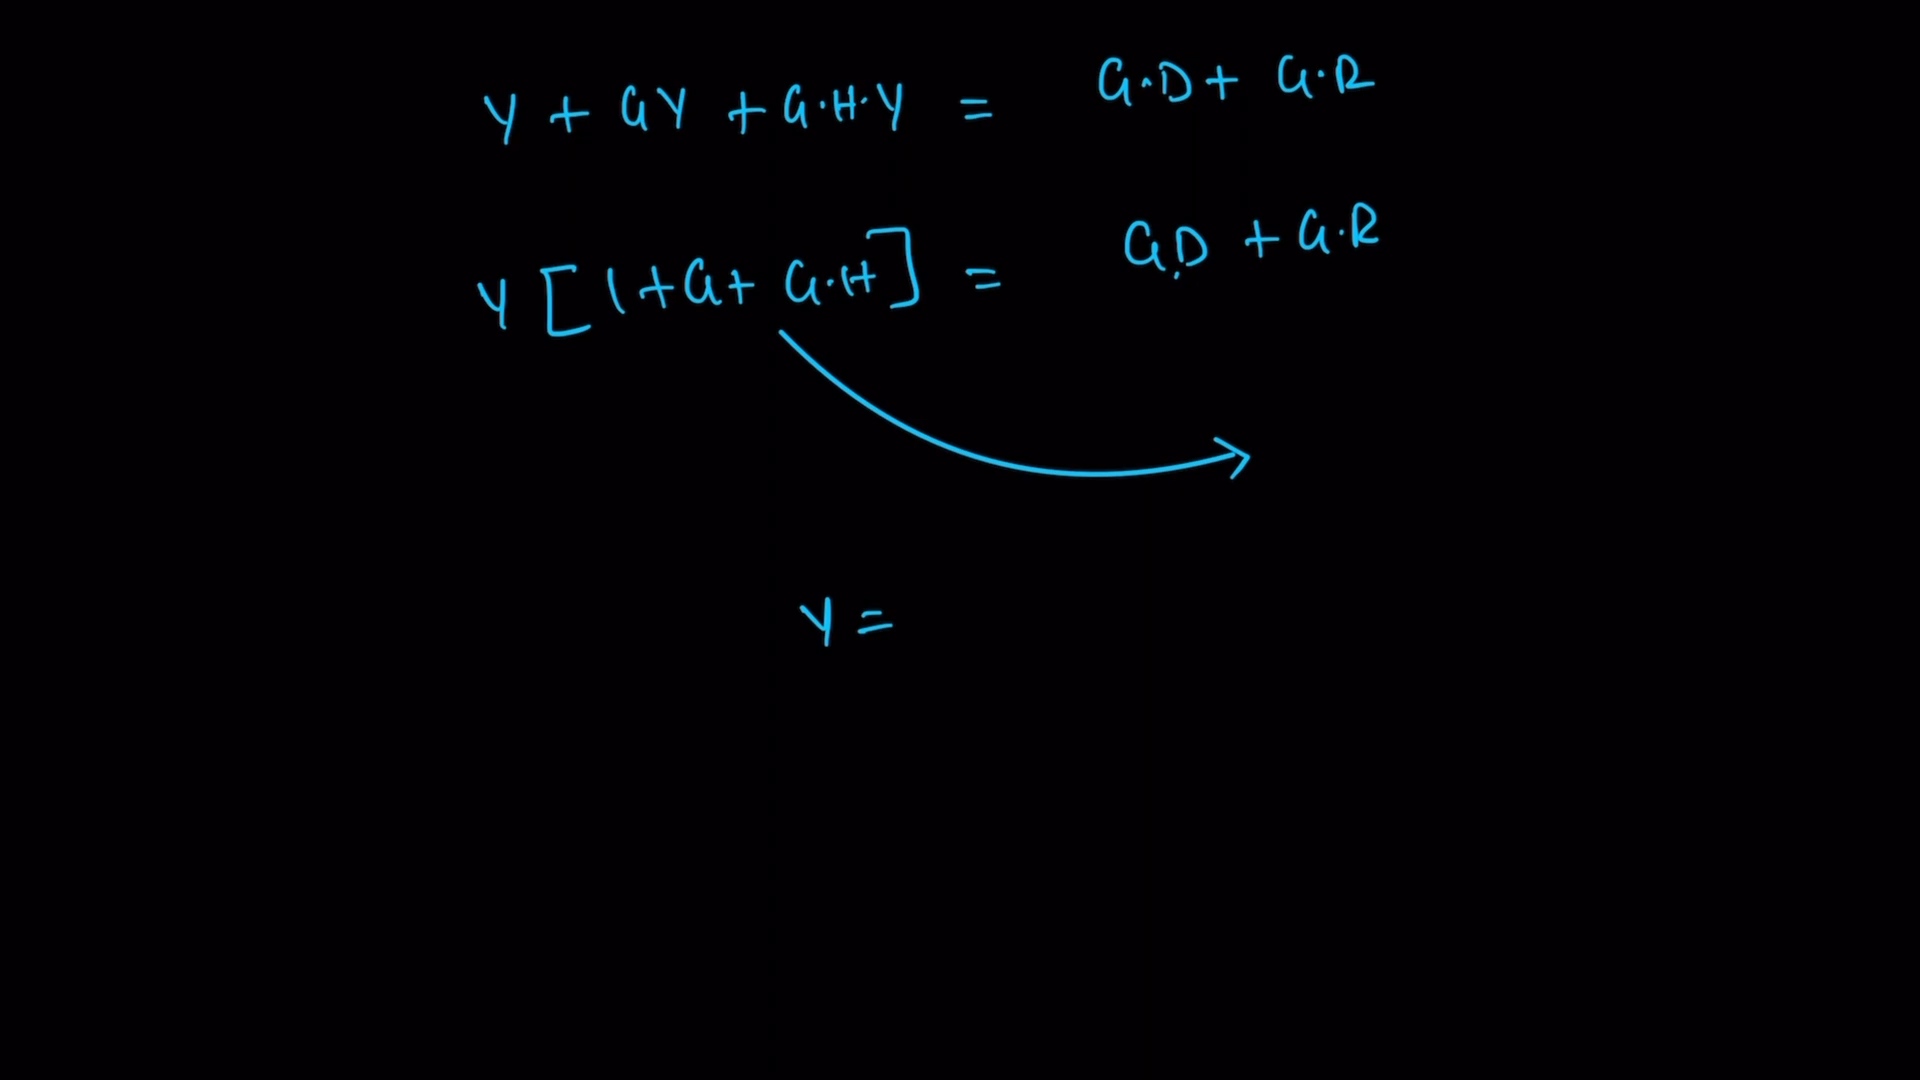 Y + GY + G.H.Y = G.D + G.R
Y [1+G+ G.H] = G.D + G.R
Y =